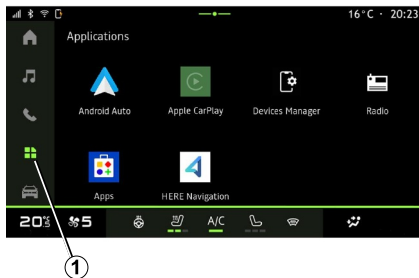 16°C · 20:23
Applications
Android Auto
Apple CarPlay
Devices Manager
Radio
Apps
HERE Navigation
20.5
5
A/C
1